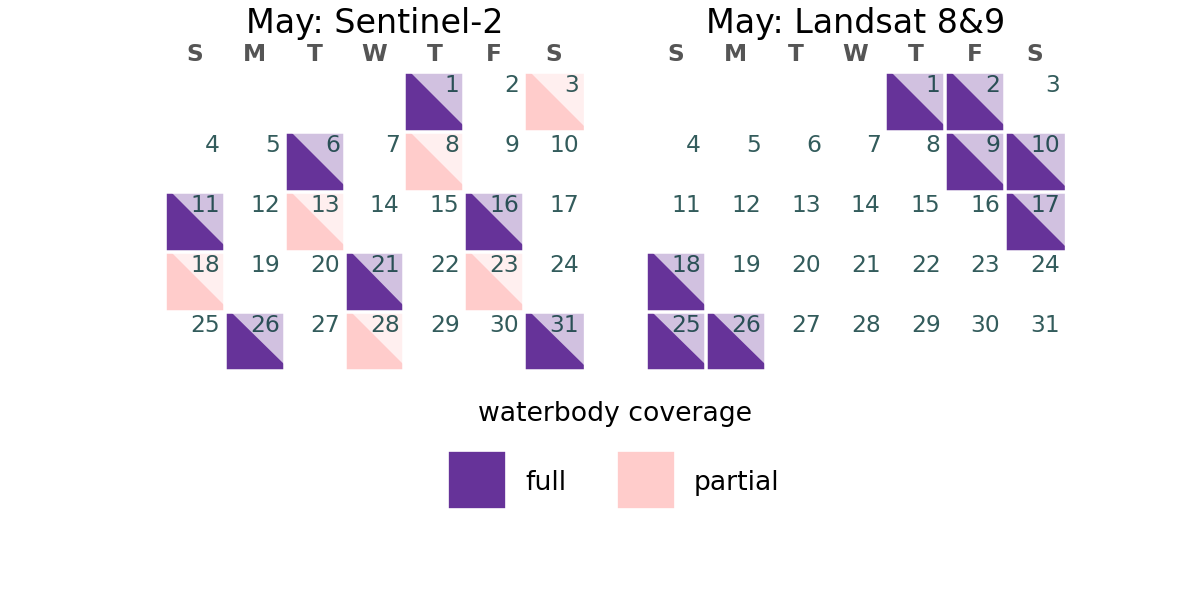 May: Sentinel-2
S M T W T F S
1 2 3
4 5 6 7 8 9 10
11 12 13 14 15 16 17
18 19 20 21 22 23 24
25 26 27 28 29 30 31
May: Landsat 8&9
S M T W T F S
1 2 3
4 5 6 7 8 9 10
11 12 13 14 15 16 17
18 19 20 21 22 23 24
25 26 27 28 29 30 31
waterbody coverage
full partial